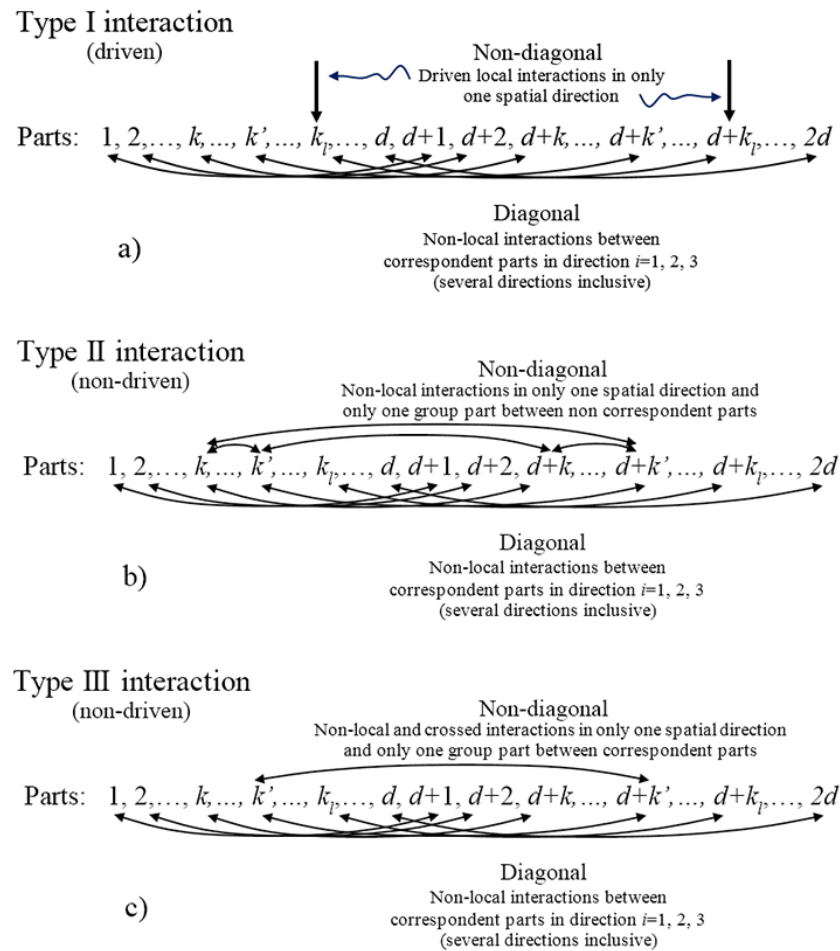 Type I interaction
(driven)
Non-diagonal
Driven local interactions in only
one spatial direction
Parts: 1, 2,..., k,..., k’,..., kₗ,..., d, d+1, d+2, d+k,..., d+k’,..., d+kₗ,..., 2d
Diagonal
Non-local interactions between
correspondent parts in direction i=1, 2, 3
(several directions inclusive)
a)
Type II interaction
(non-driven)
Non-diagonal
Non-local interactions in only one spatial direction and
only one group part between non correspondent parts
Parts: 1, 2,..., k,..., k’,..., kₗ,..., d, d+1, d+2, d+k,..., d+k’,..., d+kₗ,..., 2d
Diagonal
Non-local interactions between
correspondent parts in direction i=1, 2, 3
(several directions inclusive)
b)
Type III interaction
(non-driven)
Non-diagonal
Non-local and crossed interactions in only one spatial direction
and only one group part between correspondent parts
Parts: 1, 2,..., k,..., k’,..., kₗ,..., d, d+1, d+2, d+k,..., d+k’,..., d+kₗ,..., 2d
Diagonal
Non-local interactions between
correspondent parts in direction i=1, 2, 3
(several directions inclusive)
c)